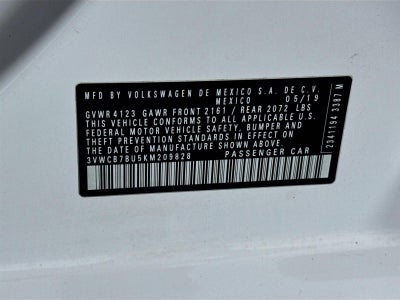 MFD BY VOLKSWAGEN DE MEXICO S.A. DE C.V.
MEXICO 05/19
GVWR 4123 GAWR FRONT 2161 / REAR 2072 LBS
THIS VEHICLE CONFORMS TO ALL APPLICABLE U.S.
FEDERAL MOTOR VEHICLE SAFETY, BUMPER AND
THEFT PREVENTION STANDARDS IN EFFECT ON THE
DATE OF MANUFACTURE SHOWN ABOVE.
3VWCB7BU5KM209828 PASSENGER CAR
2341194 3387 M